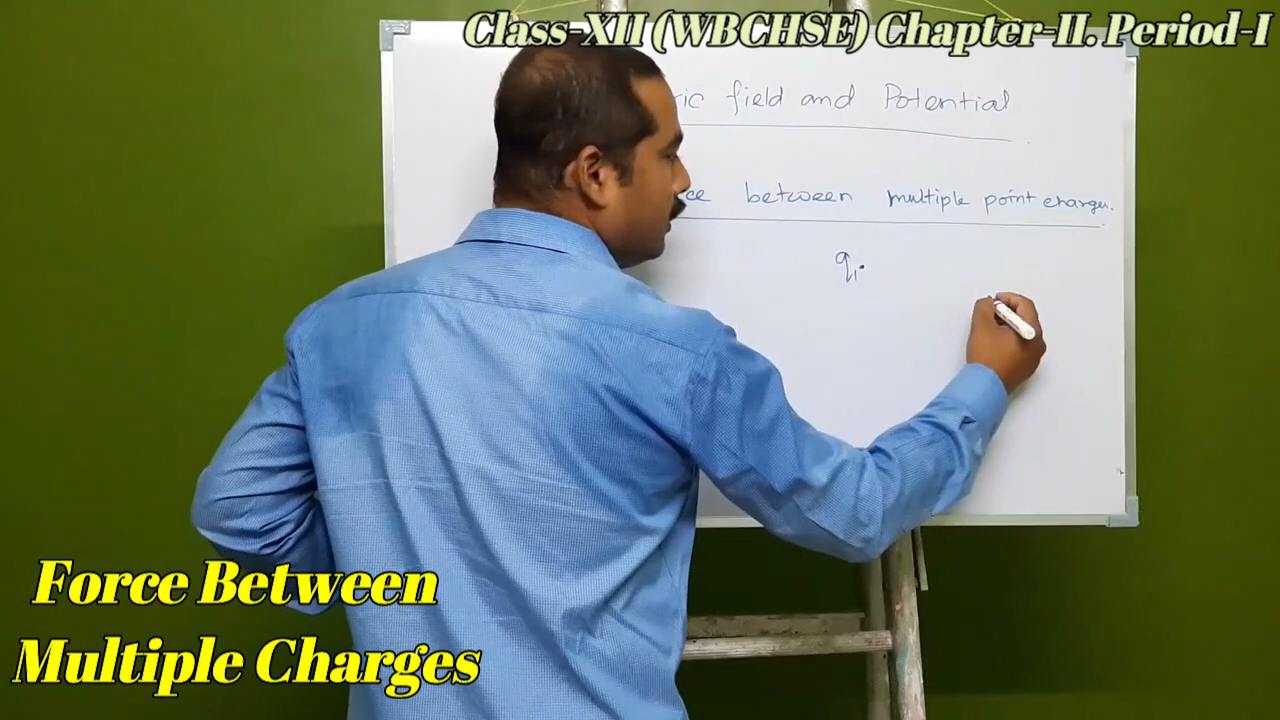 Class-XII (WBCHSE) Chapter-II. Period-I
ric field and Potential
ce between multiple point charges.
q₁
Force Between
Multiple Charges